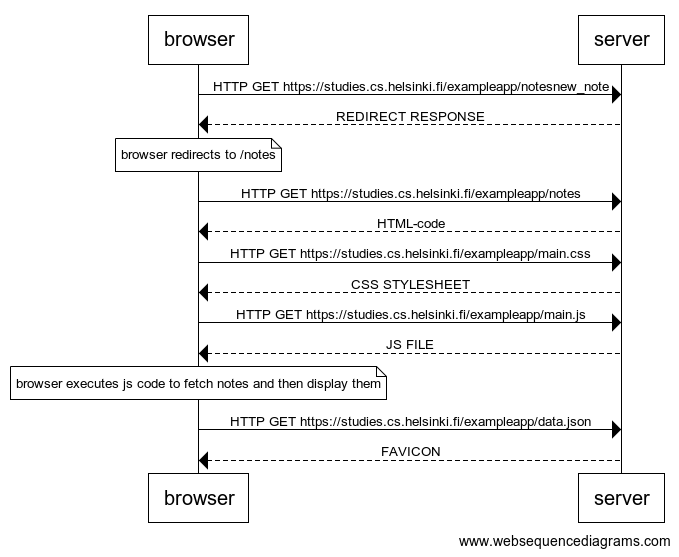 browser
server
HTTP GET https://studies.cs.helsinki.fi/exampleapp/notesnew_note
REDIRECT RESPONSE
browser redirects to /notes
HTTP GET https://studies.cs.helsinki.fi/exampleapp/notes
HTML-code
HTTP GET https://studies.cs.helsinki.fi/exampleapp/main.css
CSS STYLESHEET
HTTP GET https://studies.cs.helsinki.fi/exampleapp/main.js
JS FILE
browser executes js code to fetch notes and then display them
HTTP GET https://studies.cs.helsinki.fi/exampleapp/data.json
FAVICON
browser
server
www.websequencediagrams.com